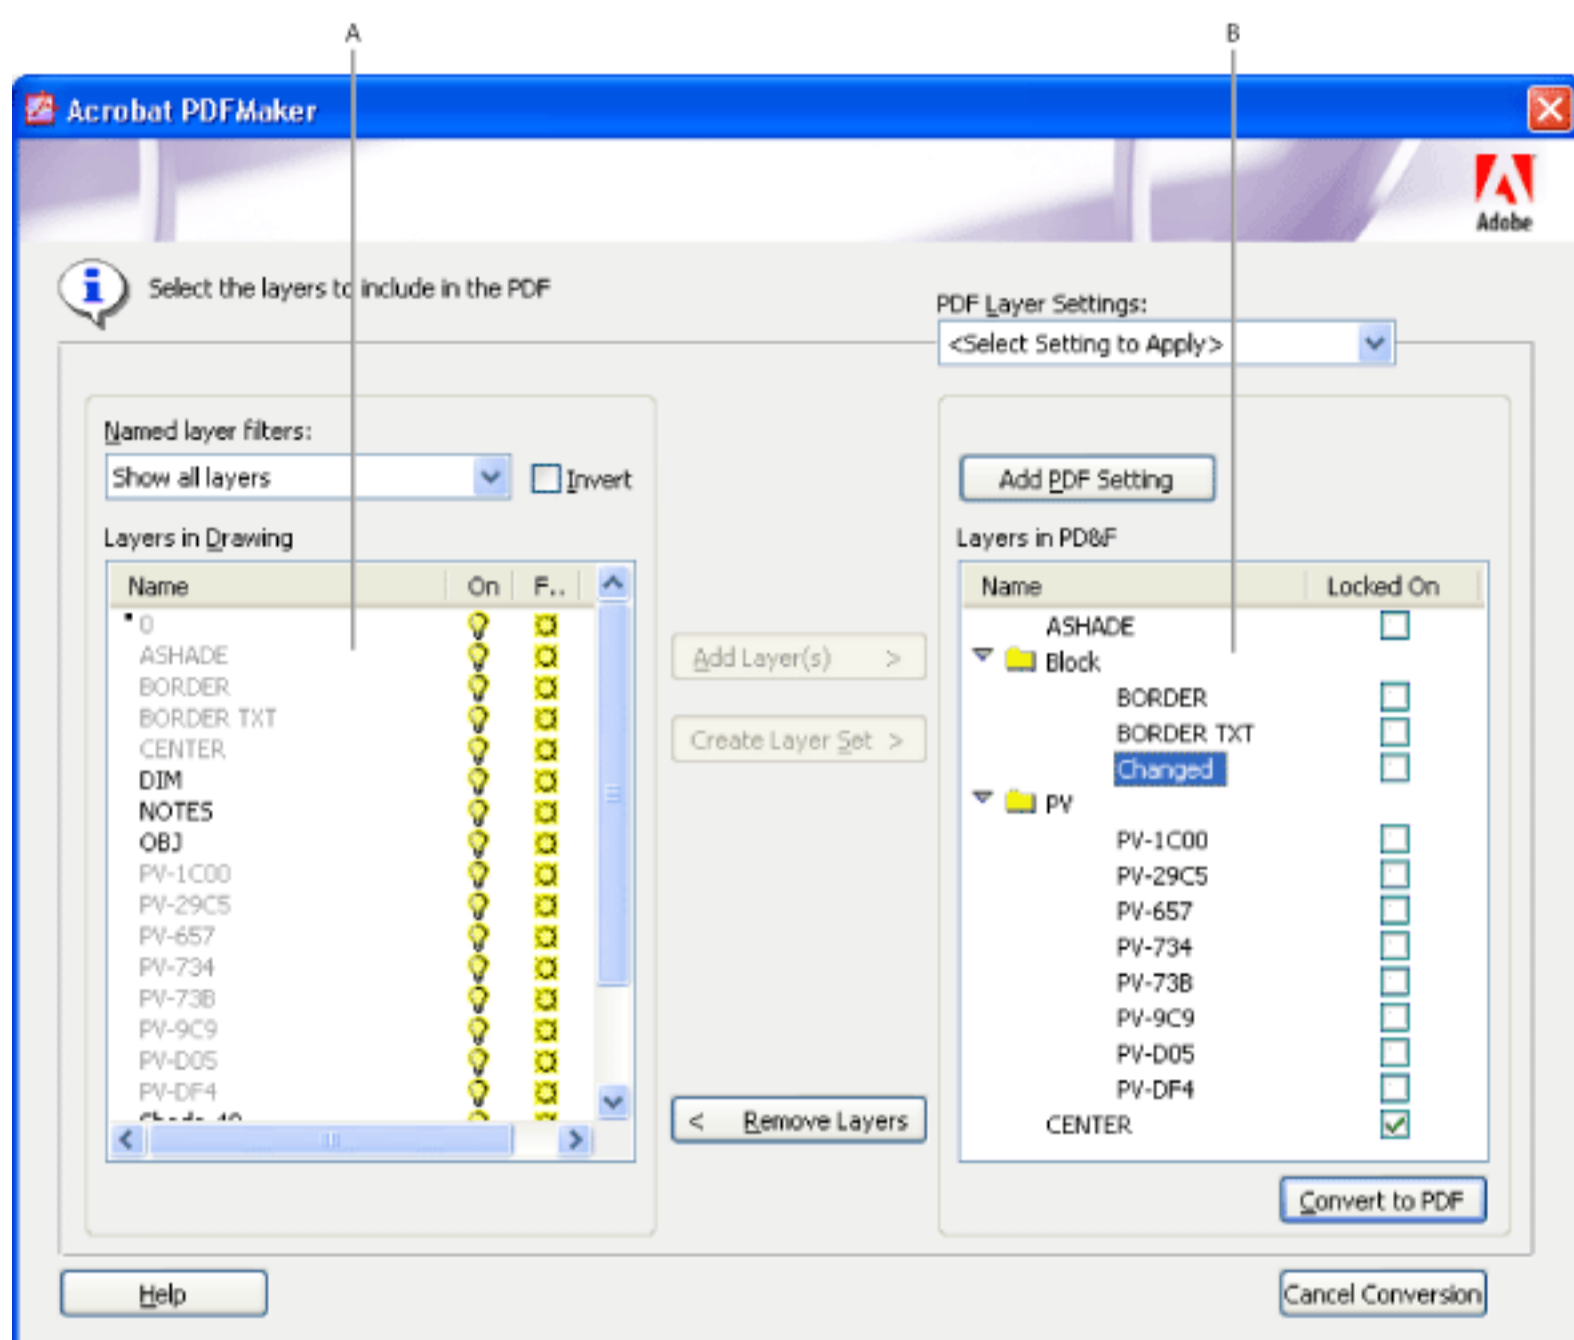 A
B
Acrobat PDFMaker
Adobe
Select the layers to include in the PDF
PDF Layer Settings:
<Select Setting to Apply>
Named layer filters:
Show all layers
Invert
Layers in Drawing
Name On F..
0
ASHADE
BORDER
BORDER TXT
CENTER
DIM
NOTES
OBJ
PV-1C00
PV-29C5
PV-657
PV-734
PV-73B
PV-9C9
PV-D05
PV-DF4
Add Layer(s) >
Create Layer Set >
< Remove Layers
Add PDF Setting
Layers in PD&F
Name Locked On
ASHADE
Block
BORDER
BORDER TXT
Changed
PV
PV-1C00
PV-29C5
PV-657
PV-734
PV-73B
PV-9C9
PV-D05
PV-DF4
CENTER
Convert to PDF
Help
Cancel Conversion